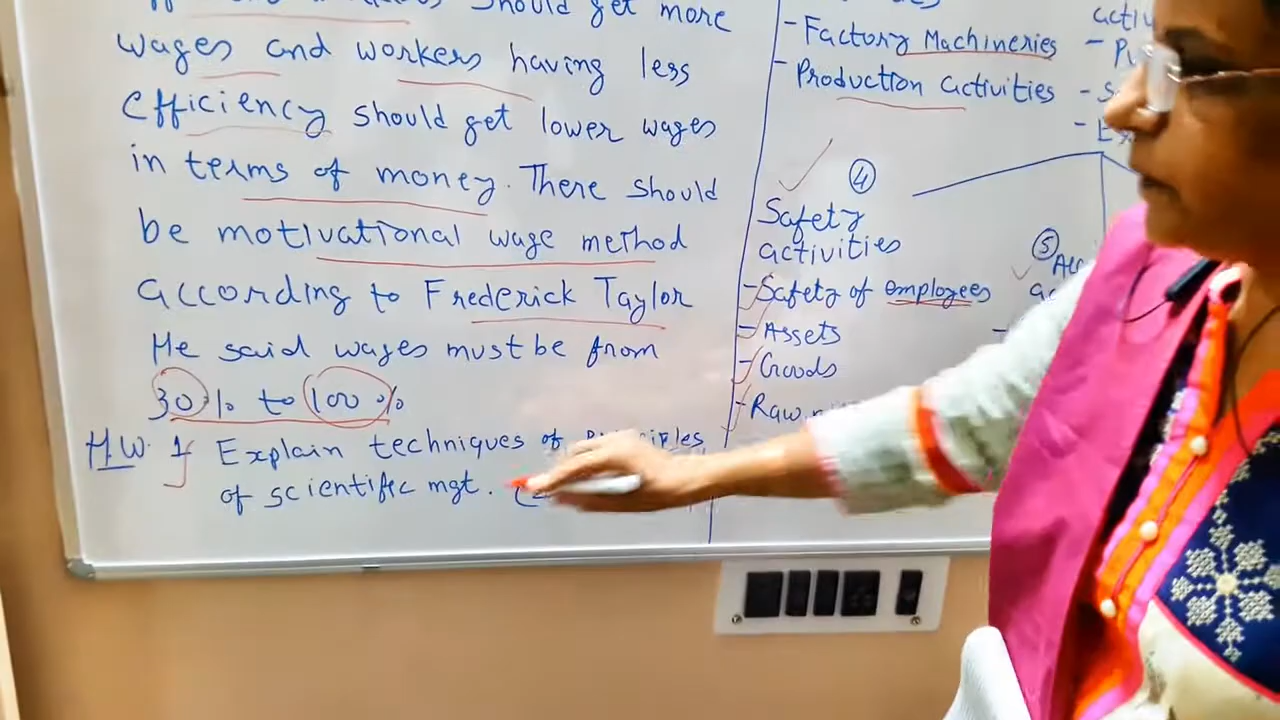 should get more
wages and workers having less
efficiency should get lower wages
in terms of money. There should
be motivational wage method
according to Frederick Taylor
He said wages must be from
30% to 100%
H.W. 1] Explain techniques of
of scientific mgt.
- Factory Machineries
- Production activities
④
Safety
activities
- Safety of employees
- Assets
- Goods
- Raw
⑤